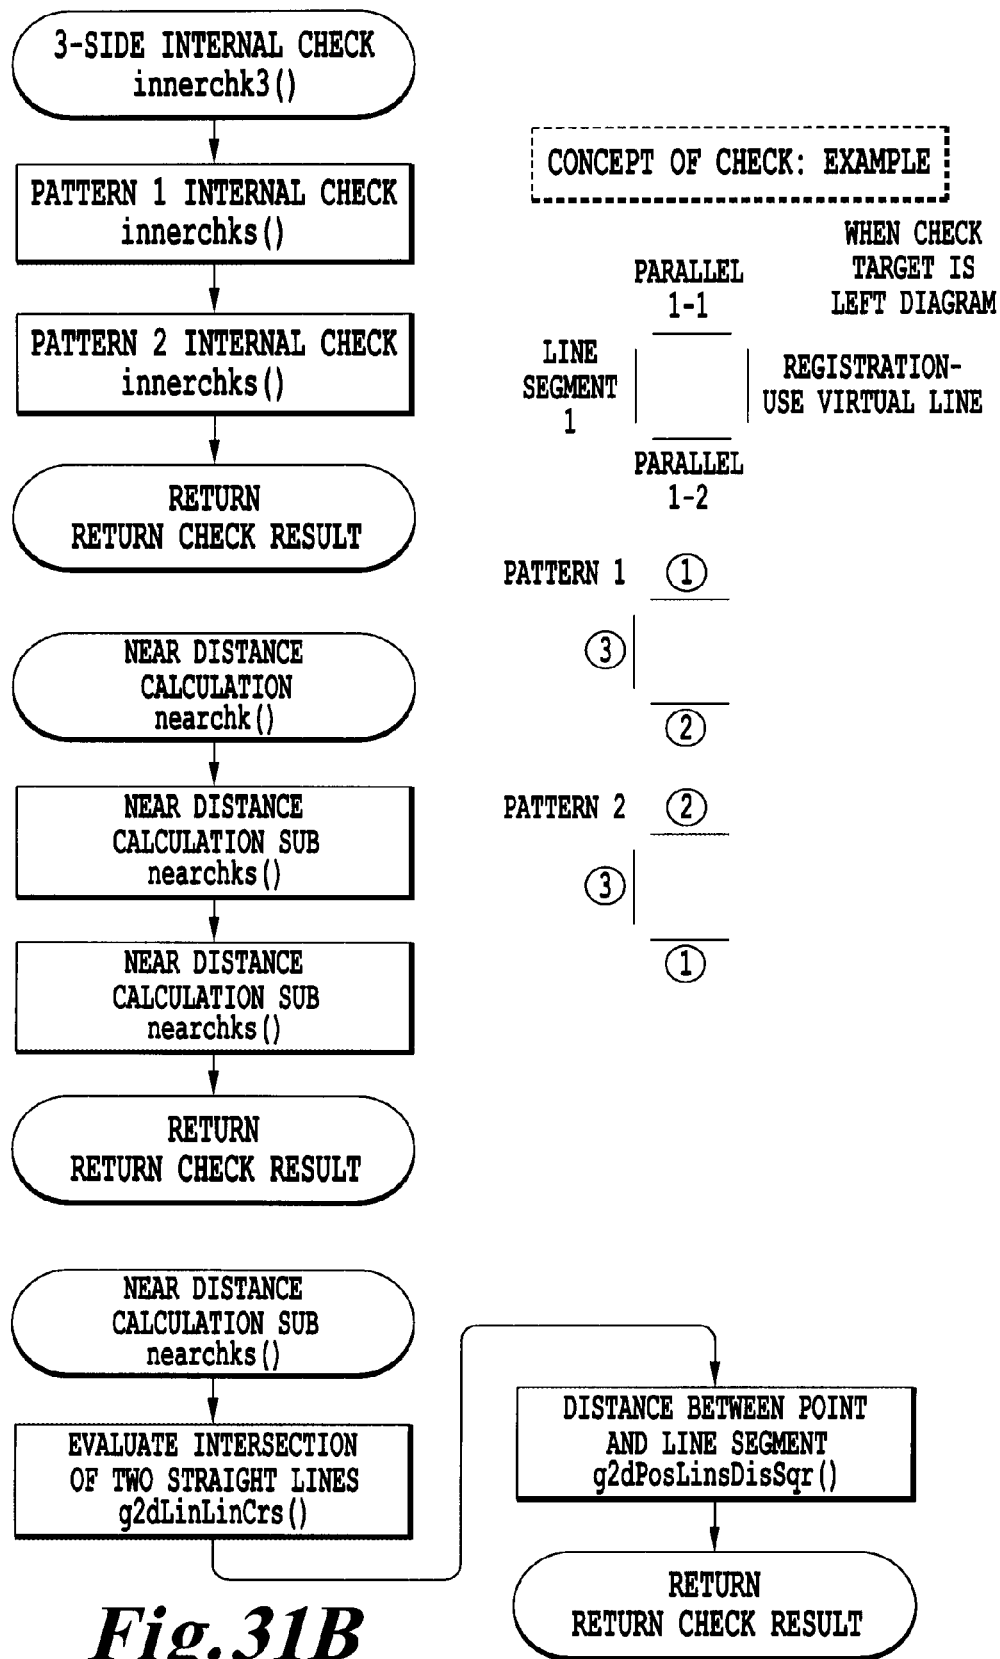 3-SIDE INTERNAL CHECK
innerchk3()
PATTERN 1 INTERNAL CHECK
innerchks()
PATTERN 2 INTERNAL CHECK
innerchks()
RETURN
RETURN CHECK RESULT
CONCEPT OF CHECK: EXAMPLE
WHEN CHECK
TARGET IS
LEFT DIAGRAM
PARALLEL
1-1
LINE
SEGMENT
1
REGISTRATION-
USE VIRTUAL LINE
PARALLEL
1-2
PATTERN 1 ①
③
②
PATTERN 2 ②
③
①
NEAR DISTANCE
CALCULATION
nearchk()
NEAR DISTANCE
CALCULATION SUB
nearchks()
NEAR DISTANCE
CALCULATION SUB
nearchks()
RETURN
RETURN CHECK RESULT
NEAR DISTANCE
CALCULATION SUB
nearchks()
EVALUATE INTERSECTION
OF TWO STRAIGHT LINES
g2dLinLinCrs()
DISTANCE BETWEEN POINT
AND LINE SEGMENT
g2dPosLinsDisSqr()
RETURN
RETURN CHECK RESULT
Fig.31B